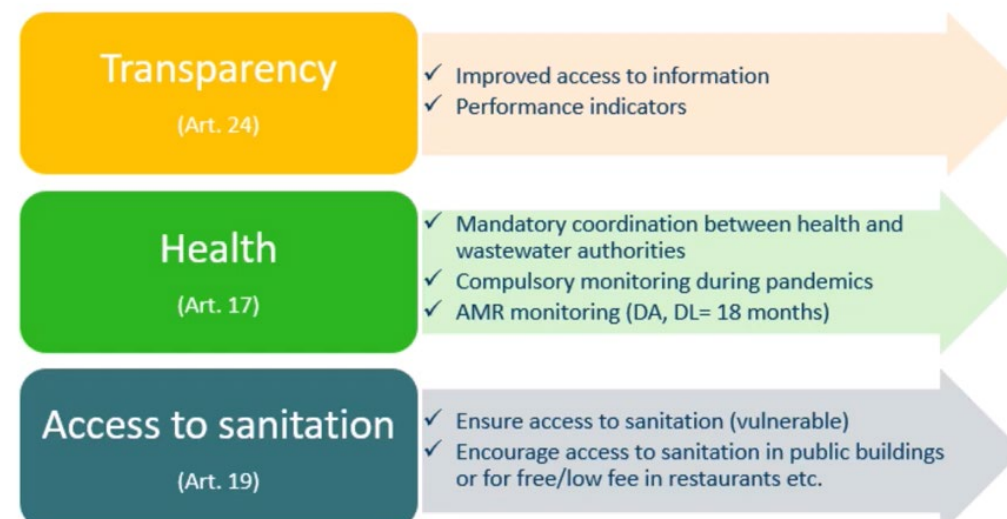 Transparency
(Art. 24)
✓ Improved access to information
✓ Performance indicators
Health
(Art. 17)
✓ Mandatory coordination between health and
wastewater authorities
✓ Compulsory monitoring during pandemics
✓ AMR monitoring (DA, DL= 18 months)
Access to sanitation
(Art. 19)
✓ Ensure access to sanitation (vulnerable)
✓ Encourage access to sanitation in public buildings
or for free/low fee in restaurants etc.